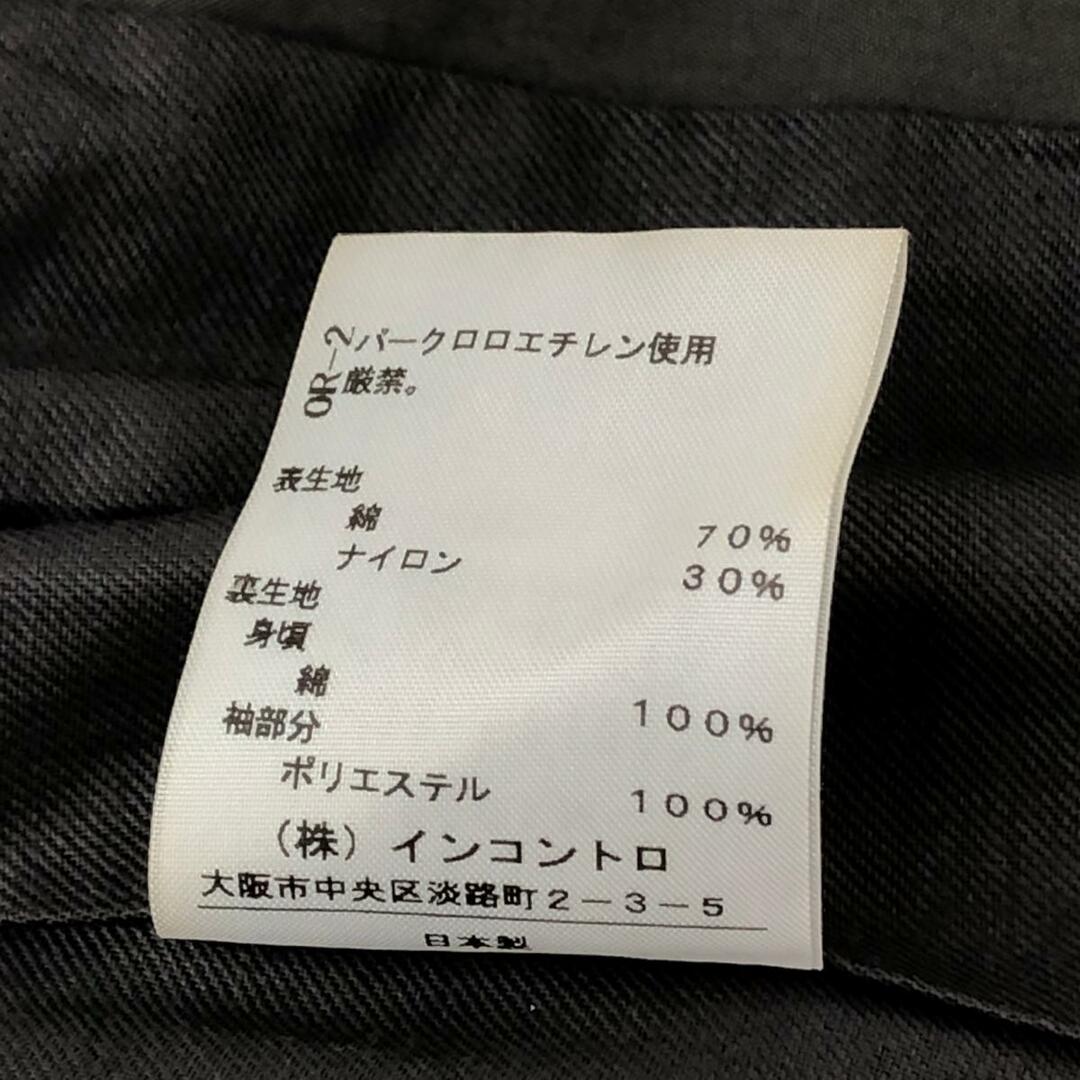 OR-2
パークロロエチレン使用
厳禁。
表生地
綿 70%
ナイロン 30%
裏生地
身頃
綿 100%
袖部分
ポリエステル 100%
(株)インコントロ
大阪市中央区淡路町2-3-5
日本製